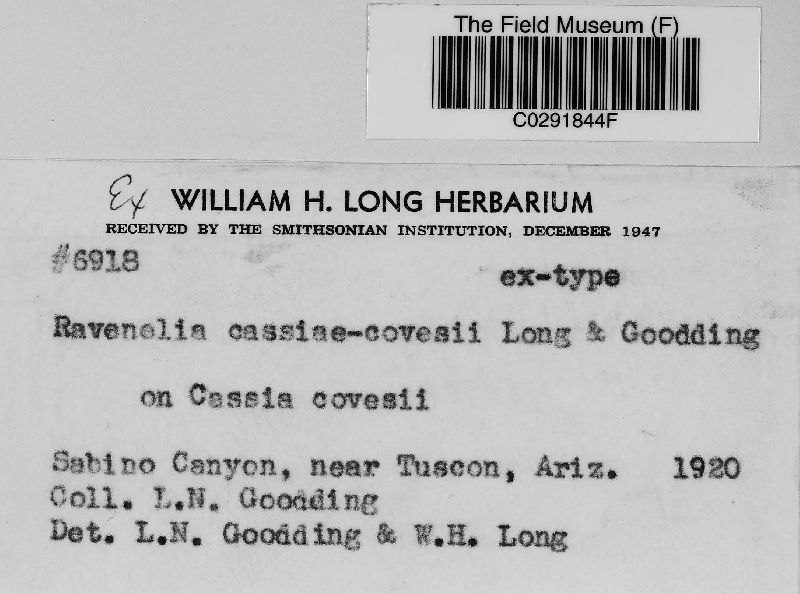 The Field Museum (F)
C0291844F
Ex WILLIAM H. LONG HERBARIUM
RECEIVED BY THE SMITHSONIAN INSTITUTION, DECEMBER 1947
#6918
ex-type
Ravenelia cassiae-covesii Long & Goodding
on Cassia covesii
Sabino Canyon, near Tuscon, Ariz. 1920
Coll. L.N. Goodding
Det. L.N. Goodding & W.H. Long